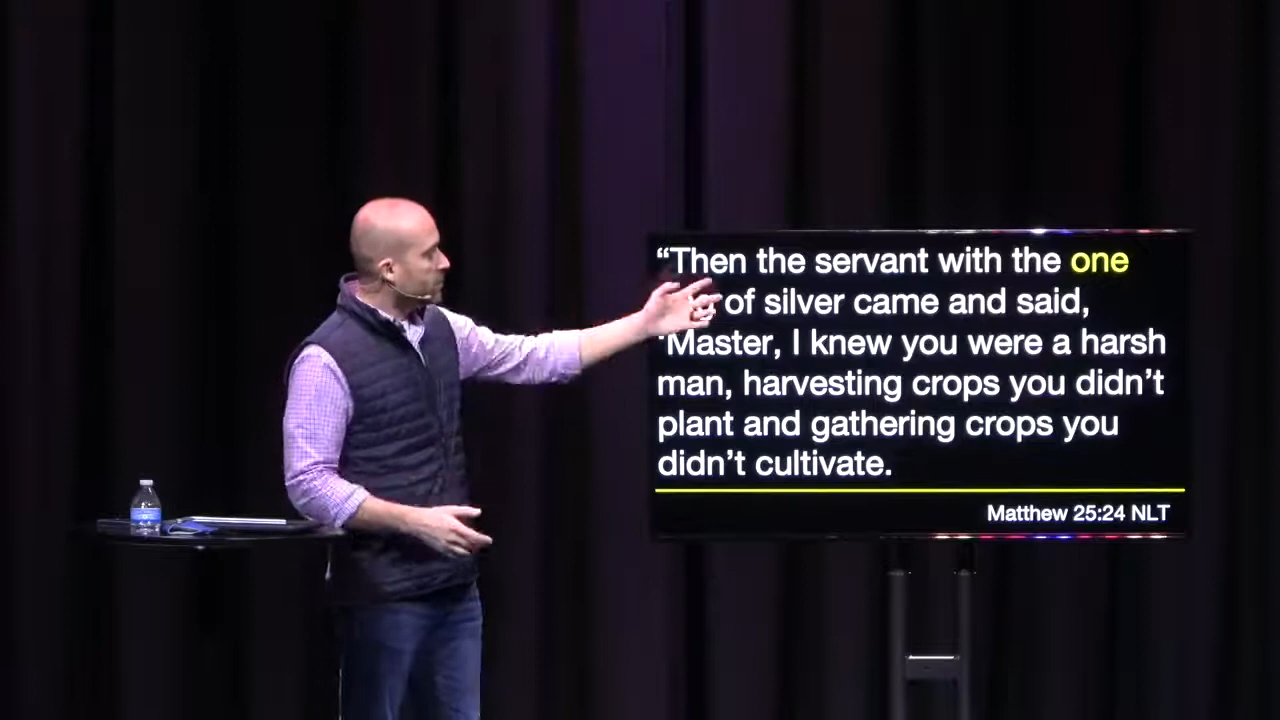 “Then the servant with the one
of silver came and said,
‘Master, I knew you were a harsh
man, harvesting crops you didn’t
plant and gathering crops you
didn’t cultivate.
Matthew 25:24 NLT